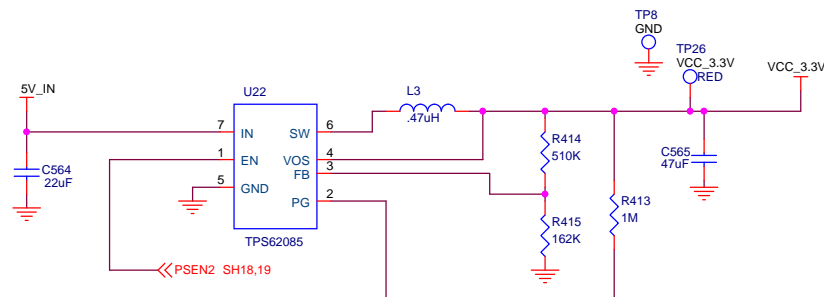 TP8
GND
TP26
VCC_3.3V
RED
VCC_3.3V
5V_IN
U22
L3
.47uH
7
IN
SW
6
1
EN
VOS
4
FB
3
5
GND
PG
2
TPS62085
C564
22uF
R414
510K
R415
162K
C565
47uF
R413
1M
PSEN2 SH18,19